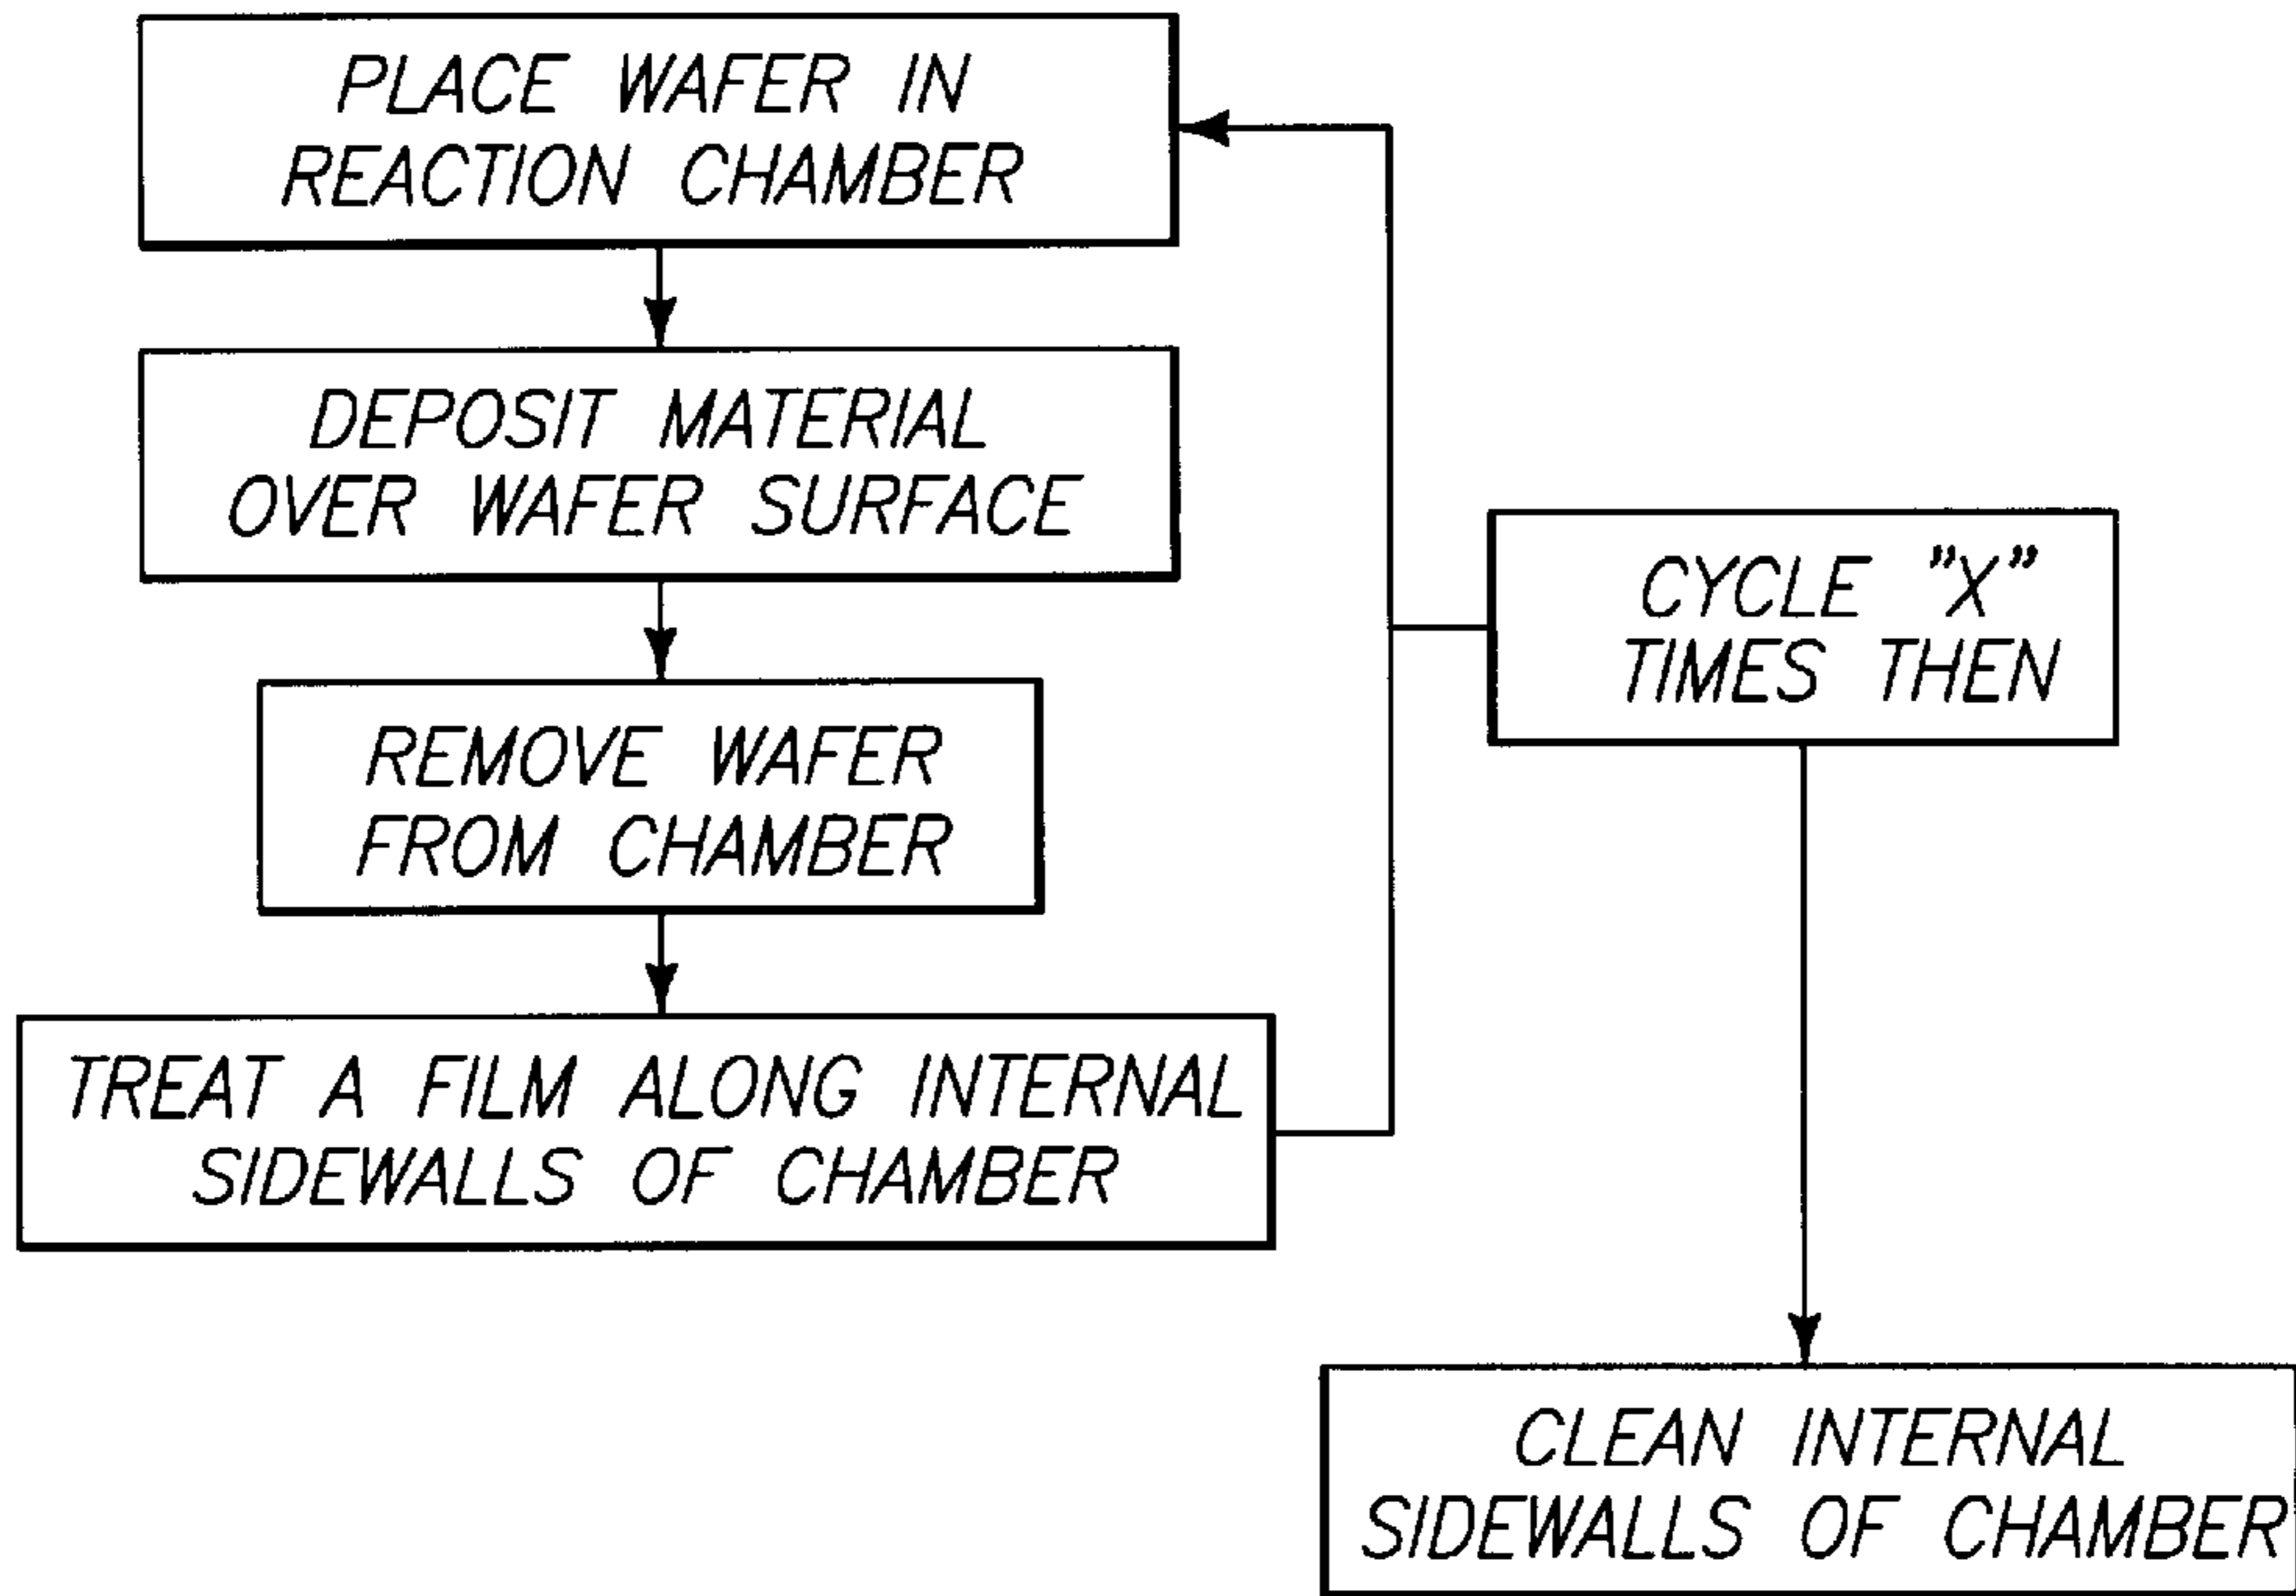 PLACE WAFER IN
REACTION CHAMBER
DEPOSIT MATERIAL
OVER WAFER SURFACE
REMOVE WAFER
FROM CHAMBER
TREAT A FILM ALONG INTERNAL
SIDEWALLS OF CHAMBER
CYCLE "X"
TIMES THEN
CLEAN INTERNAL
SIDEWALLS OF CHAMBER